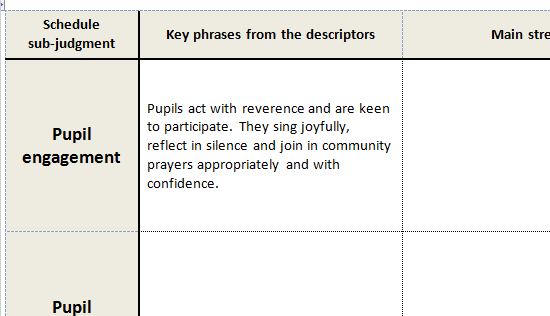 Schedule
sub-judgment
Key phrases from the descriptors
Main stre
Pupil
engagement
Pupils act with reverence and are keen
to participate. They sing joyfully,
reflect in silence and join in community
prayers appropriately and with
confidence.
Pupil